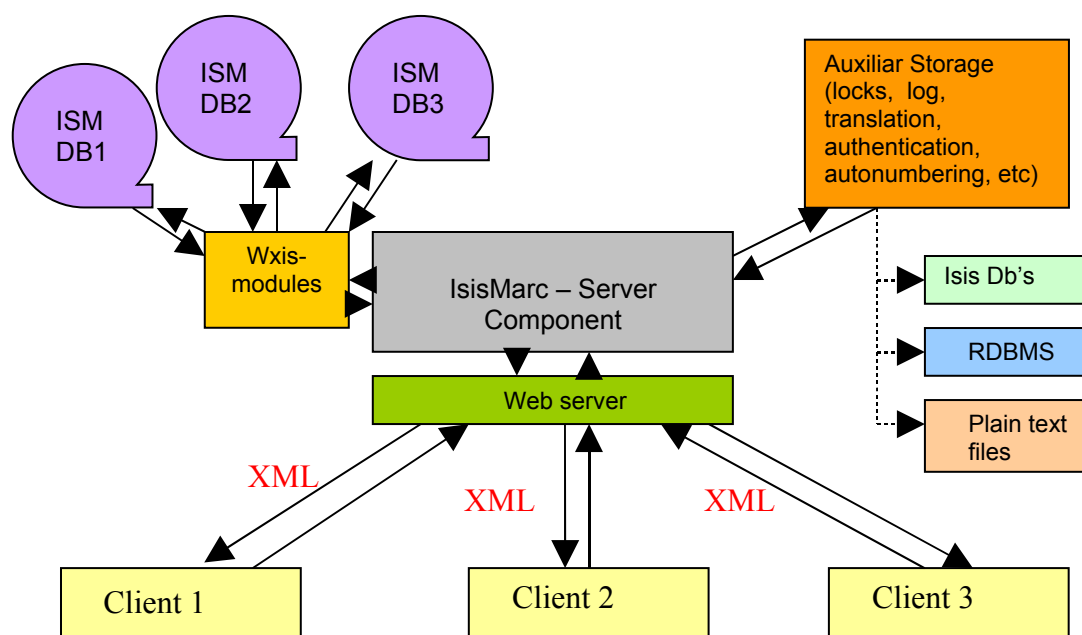 ISM
DB1
ISM
DB2
ISM
DB3
Auxiliar Storage
(locks, log,
translation,
authentication,
autonumbering, etc)
Wxis-
modules
IsisMarc – Server
Component
Isis Db's
RDBMS
Web server
Plain text
files
XML
XML
XML
Client 1
Client 2
Client 3